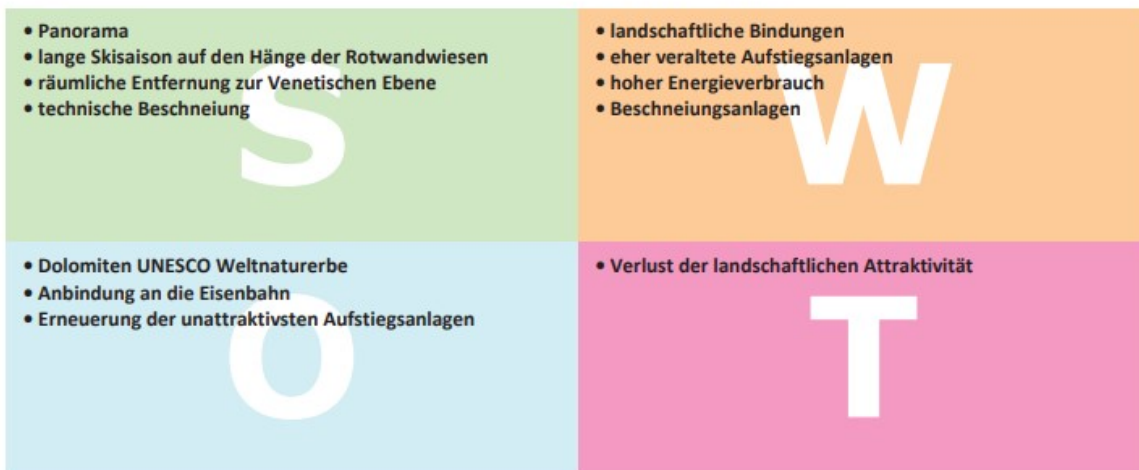 • Panorama
• lange Skisaison auf den Hänge der Rotwandwiesen
• räumliche Entfernung zur Venetischen Ebene
• technische Beschneiung
S
• landschaftliche Bindungen
• eher veraltete Aufstiegsanlagen
• hoher Energieverbrauch
• Beschneiungsanlagen
W
• Dolomiten UNESCO Weltnaturerbe
• Anbindung an die Eisenbahn
• Erneuerung der unattraktivsten Aufstiegsanlagen
O
• Verlust der landschaftlichen Attraktivität
T